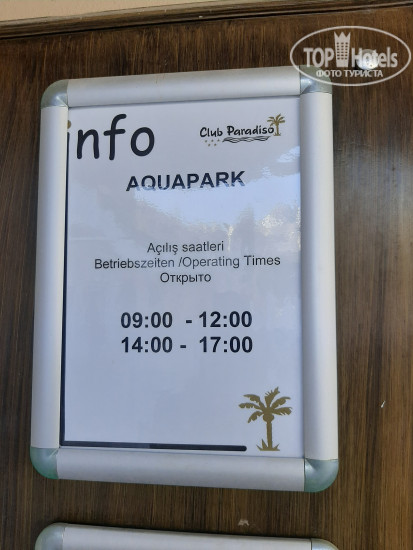 TOP Hotels
ФОТО ТУРИСТА
info
Club Paradiso
AQUAPARK
Açılış saatleri
Betriebszeiten /Operating Times
Открыто
09:00 - 12:00
14:00 - 17:00